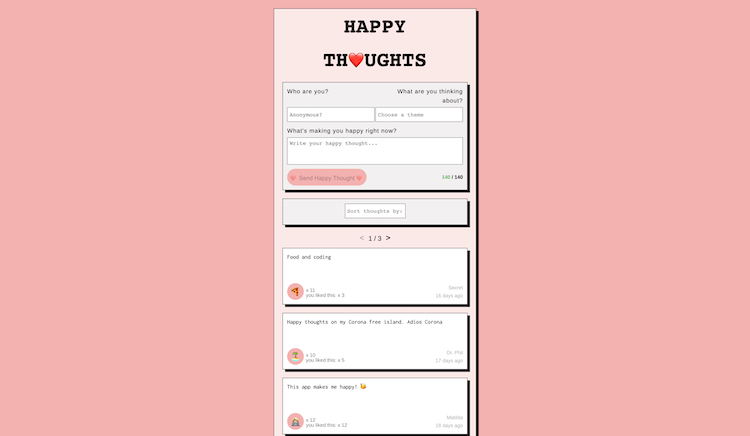 HAPPY
TH❤️UGHTS
Who are you?
What are you thinking
about?
Anonymous?
Choose a theme
What's making you happy right now?
Write your happy thought...
Send Happy Thought
140 / 140
Sort thoughts by:
< 1 / 3 >
Food and coding
x 11
you liked this: x 3
Secret
16 days ago
Happy thoughts on my Corona free island. Adios Corona
x 10
you liked this: x 5
Dr. Phil
17 days ago
This app makes me happy! 😘
x 12
you liked this: x 12
Matilda
18 days ago